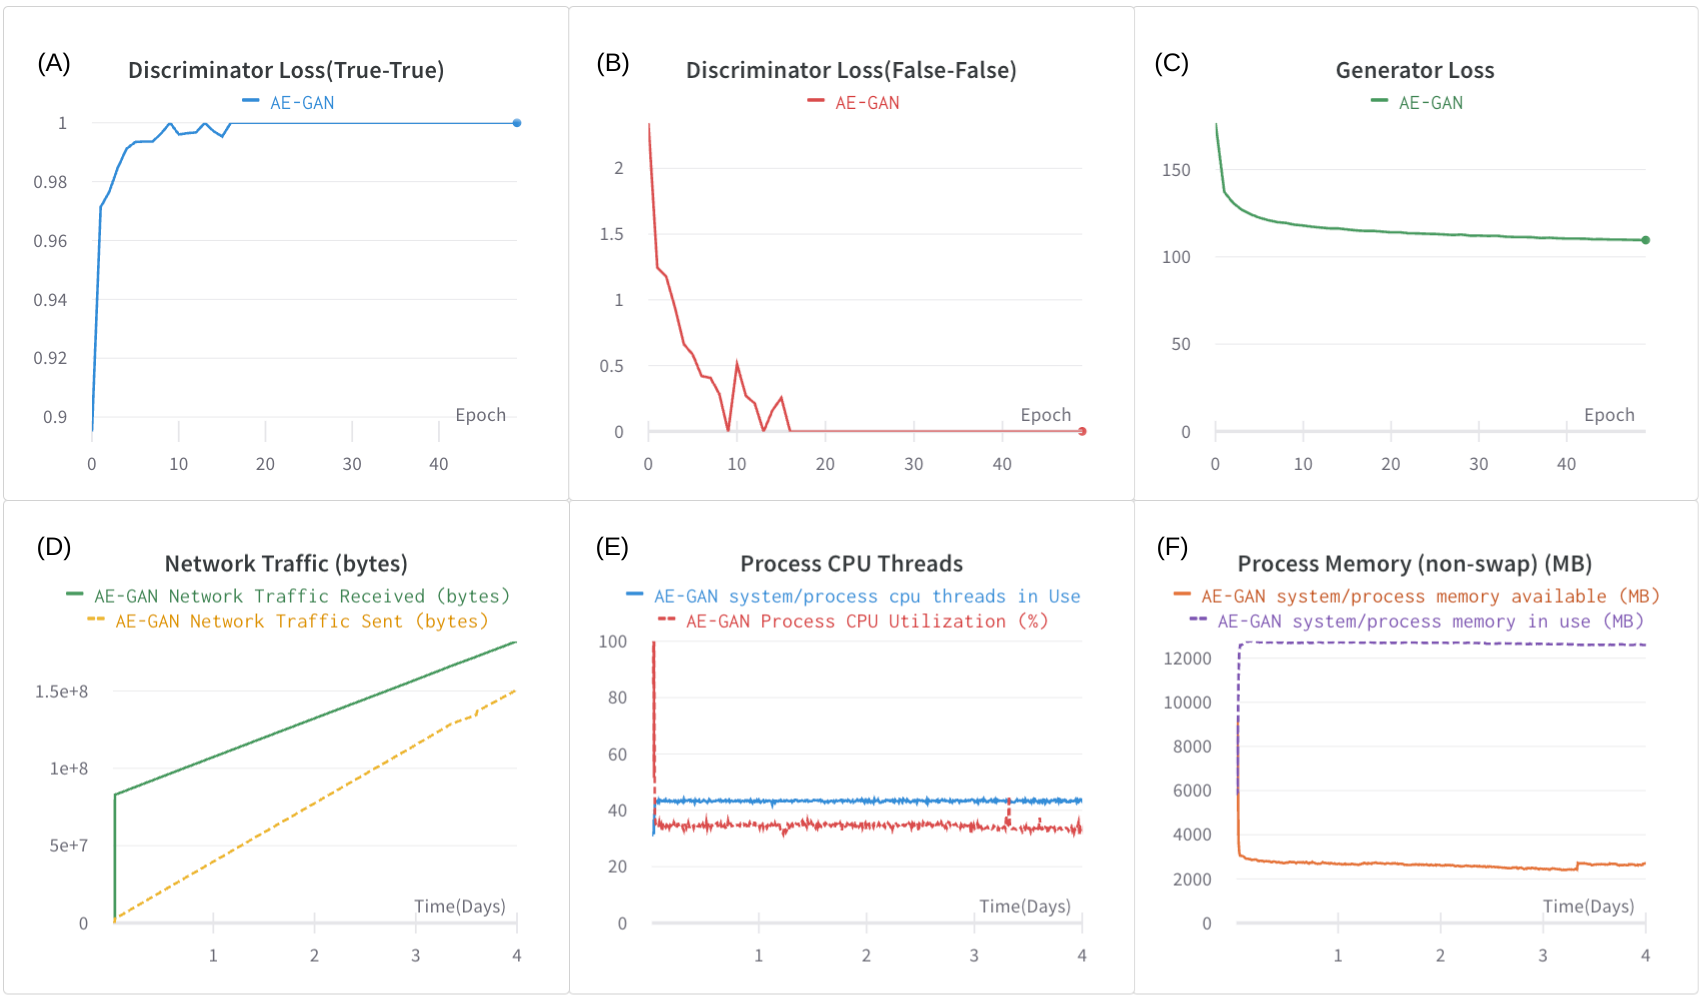 (A)
Discriminator Loss(True-True)
AE-GAN
1
0.98
0.96
0.94
0.92
0.9
Epoch
0 10 20 30 40
(B)
Discriminator Loss(False-False)
AE-GAN
2
1.5
1
0.5
0
Epoch
0 10 20 30 40
(C)
Generator Loss
AE-GAN
150
100
50
0
Epoch
0 10 20 30 40
(D)
Network Traffic (bytes)
AE-GAN Network Traffic Received (bytes)
AE-GAN Network Traffic Sent (bytes)
1.5e+8
1e+8
5e+7
0
Time(Days)
1 2 3 4
(E)
Process CPU Threads
AE-GAN system/process cpu threads in Use
AE-GAN Process CPU Utilization (%)
100
80
60
40
20
0
Time(Days)
1 2 3 4
(F)
Process Memory (non-swap) (MB)
AE-GAN system/process memory available (MB)
AE-GAN system/process memory in use (MB)
12000
10000
8000
6000
4000
2000
0
Time(Days)
1 2 3 4